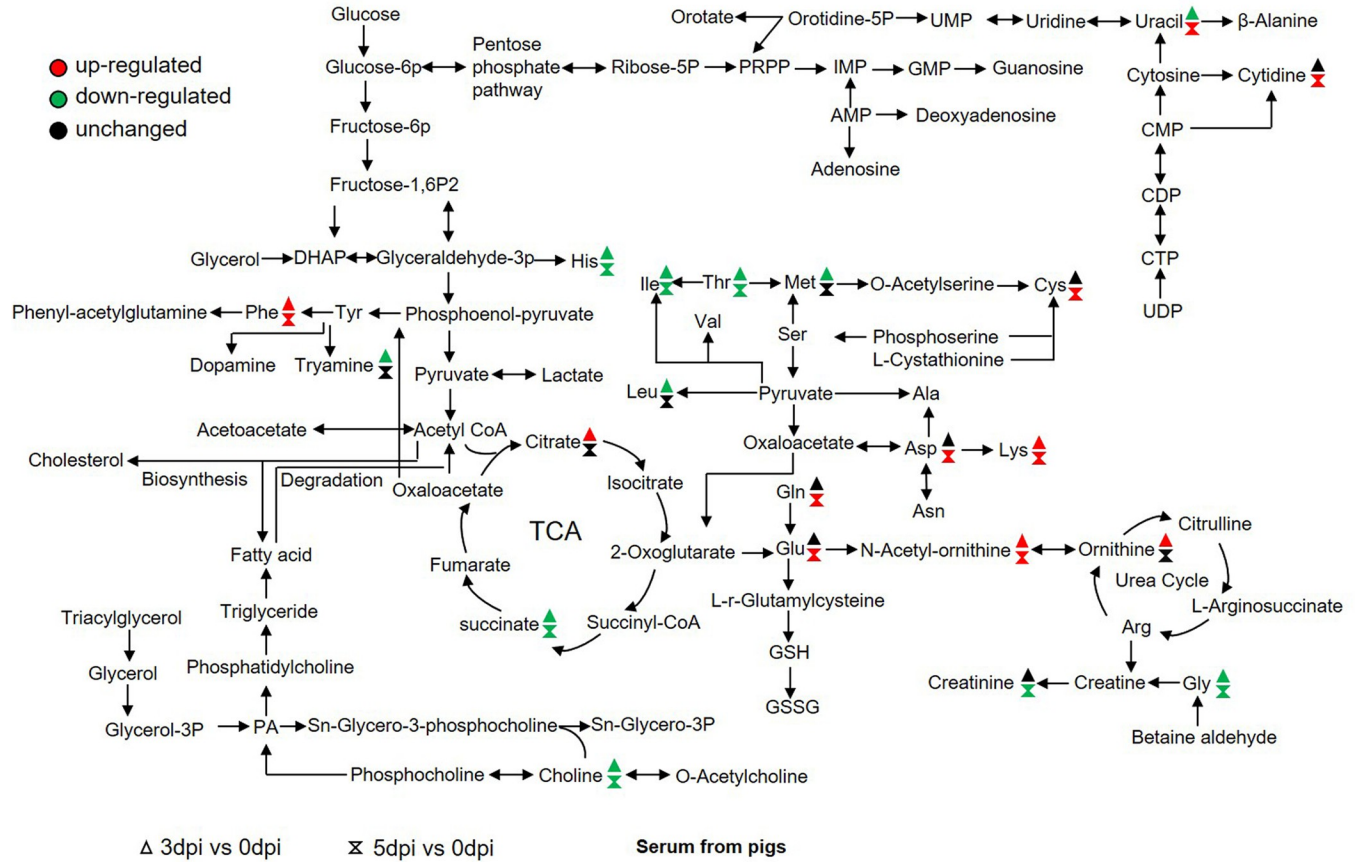 Glucose
Orotate
Orotidine-5P
UMP
Uridine
Uracil
β-Alanine
up-regulated
down-regulated
unchanged
Glucose-6p
Pentose
phosphate
pathway
Ribose-5P
PRPP
IMP
GMP
Guanosine
Cytosine
Cytidine
Fructose-6p
AMP
Deoxyadenosine
CMP
Adenosine
Fructose-1,6P2
CDP
Glycerol
DHAP
Glyceraldehyde-3p
His
CTP
Ile
Thr
Met
O-Acetylserine
Cys
UDP
Phenyl-acetylglutamine
Phe
Tyr
Phosphoenol-pyruvate
Val
Ser
Phosphoserine
L-Cystathionine
Dopamine
Tryamine
Pyruvate
Lactate
Leu
Pyruvate
Ala
Acetoacetate
Acetyl CoA
Citrate
Oxaloacetate
Asp
Lys
Cholesterol
Biosynthesis
Degradation
Oxaloacetate
Isocitrate
Gln
Asn
TCA
Citrulline
Fatty acid
Fumarate
2-Oxoglutarate
Glu
N-Acetyl-ornithine
Ornithine
Urea Cycle
Triacylglycerol
Triglyceride
succinate
Succinyl-CoA
L-r-Glutamylcysteine
L-Arginosuccinate
Arg
Glycerol
Phosphatidylcholine
GSH
Creatinine
Creatine
Gly
GSSG
Glycerol-3P
PA
Sn-Glycero-3-phosphocholine
Sn-Glycero-3P
Betaine aldehyde
Phosphocholine
Choline
O-Acetylcholine
3dpi vs 0dpi
5dpi vs 0dpi
Serum from pigs